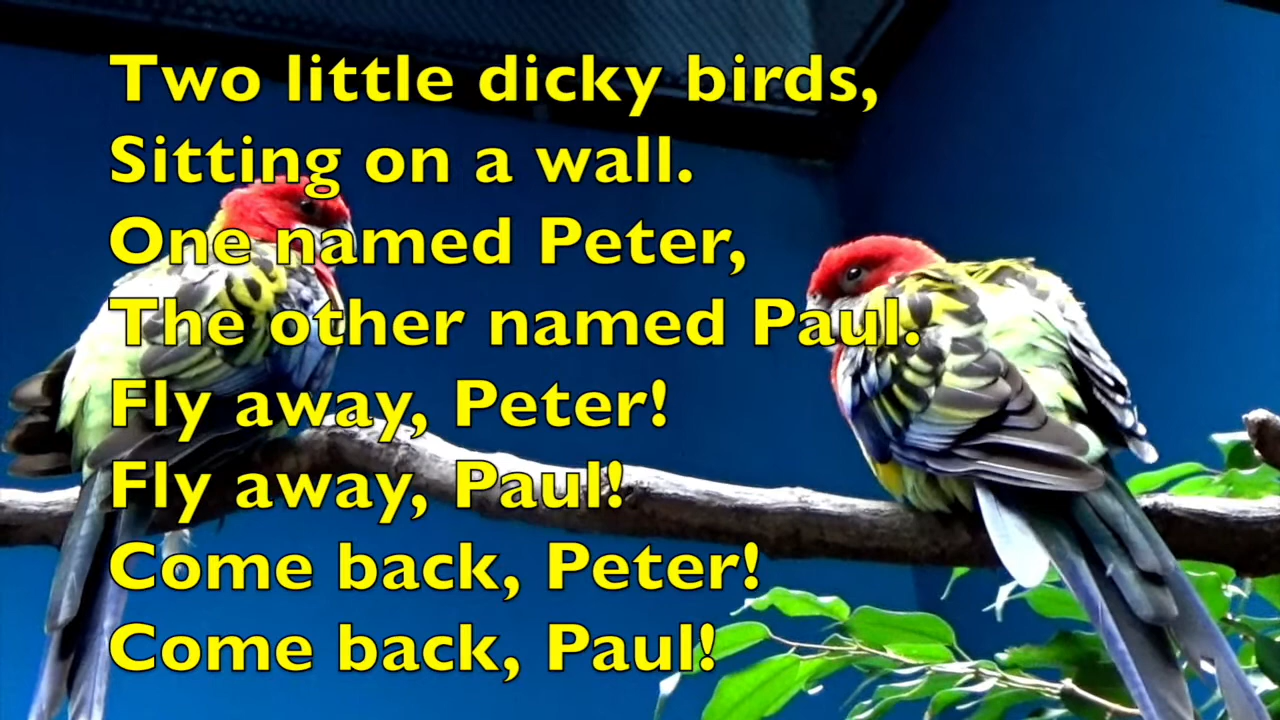 Two little dicky birds,
Sitting on a wall.
One named Peter,
The other named Paul.
Fly away, Peter!
Fly away, Paul!
Come back, Peter!
Come back, Paul!